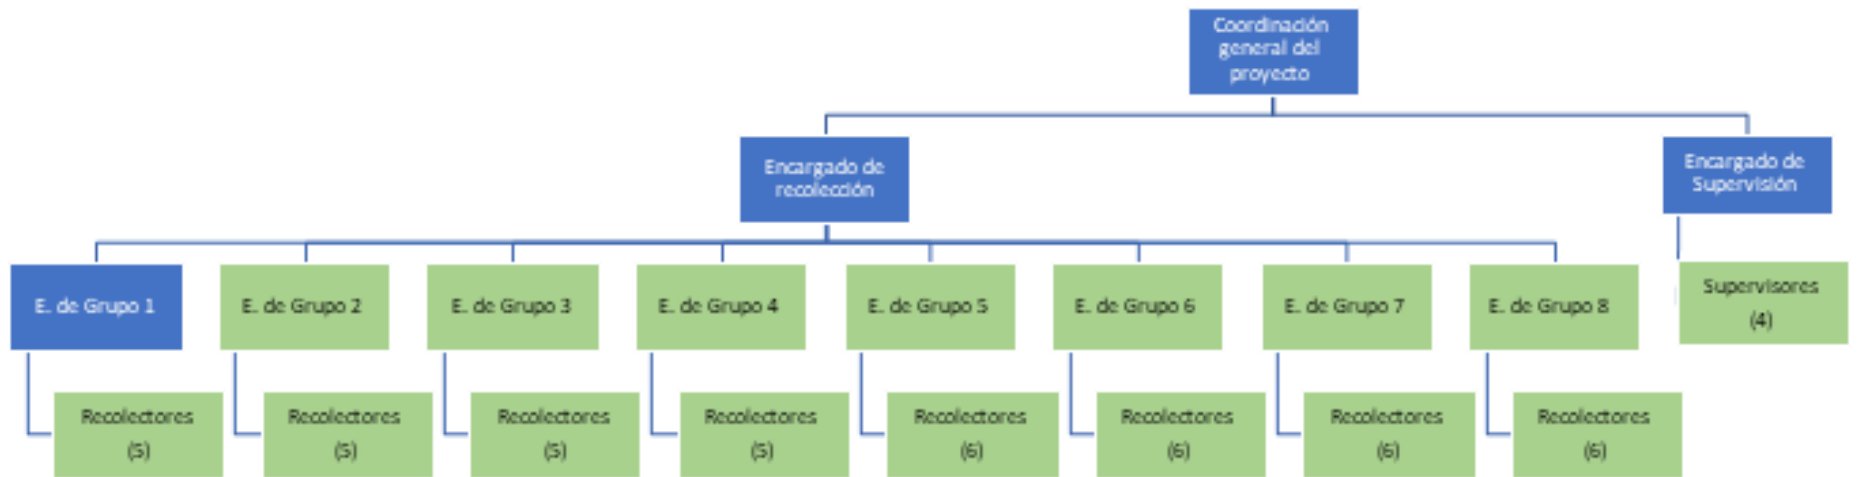 Coordinación
general del
proyecto
Encargado de
recolección
Encargado de
Supervisión
E. de Grupo 1
E. de Grupo 2
E. de Grupo 3
E. de Grupo 4
E. de Grupo 5
E. de Grupo 6
E. de Grupo 7
E. de Grupo 8
Supervisores
(4)
Recolectores
(5)
Recolectores
(5)
Recolectores
(5)
Recolectores
(5)
Recolectores
(6)
Recolectores
(6)
Recolectores
(6)
Recolectores
(6)